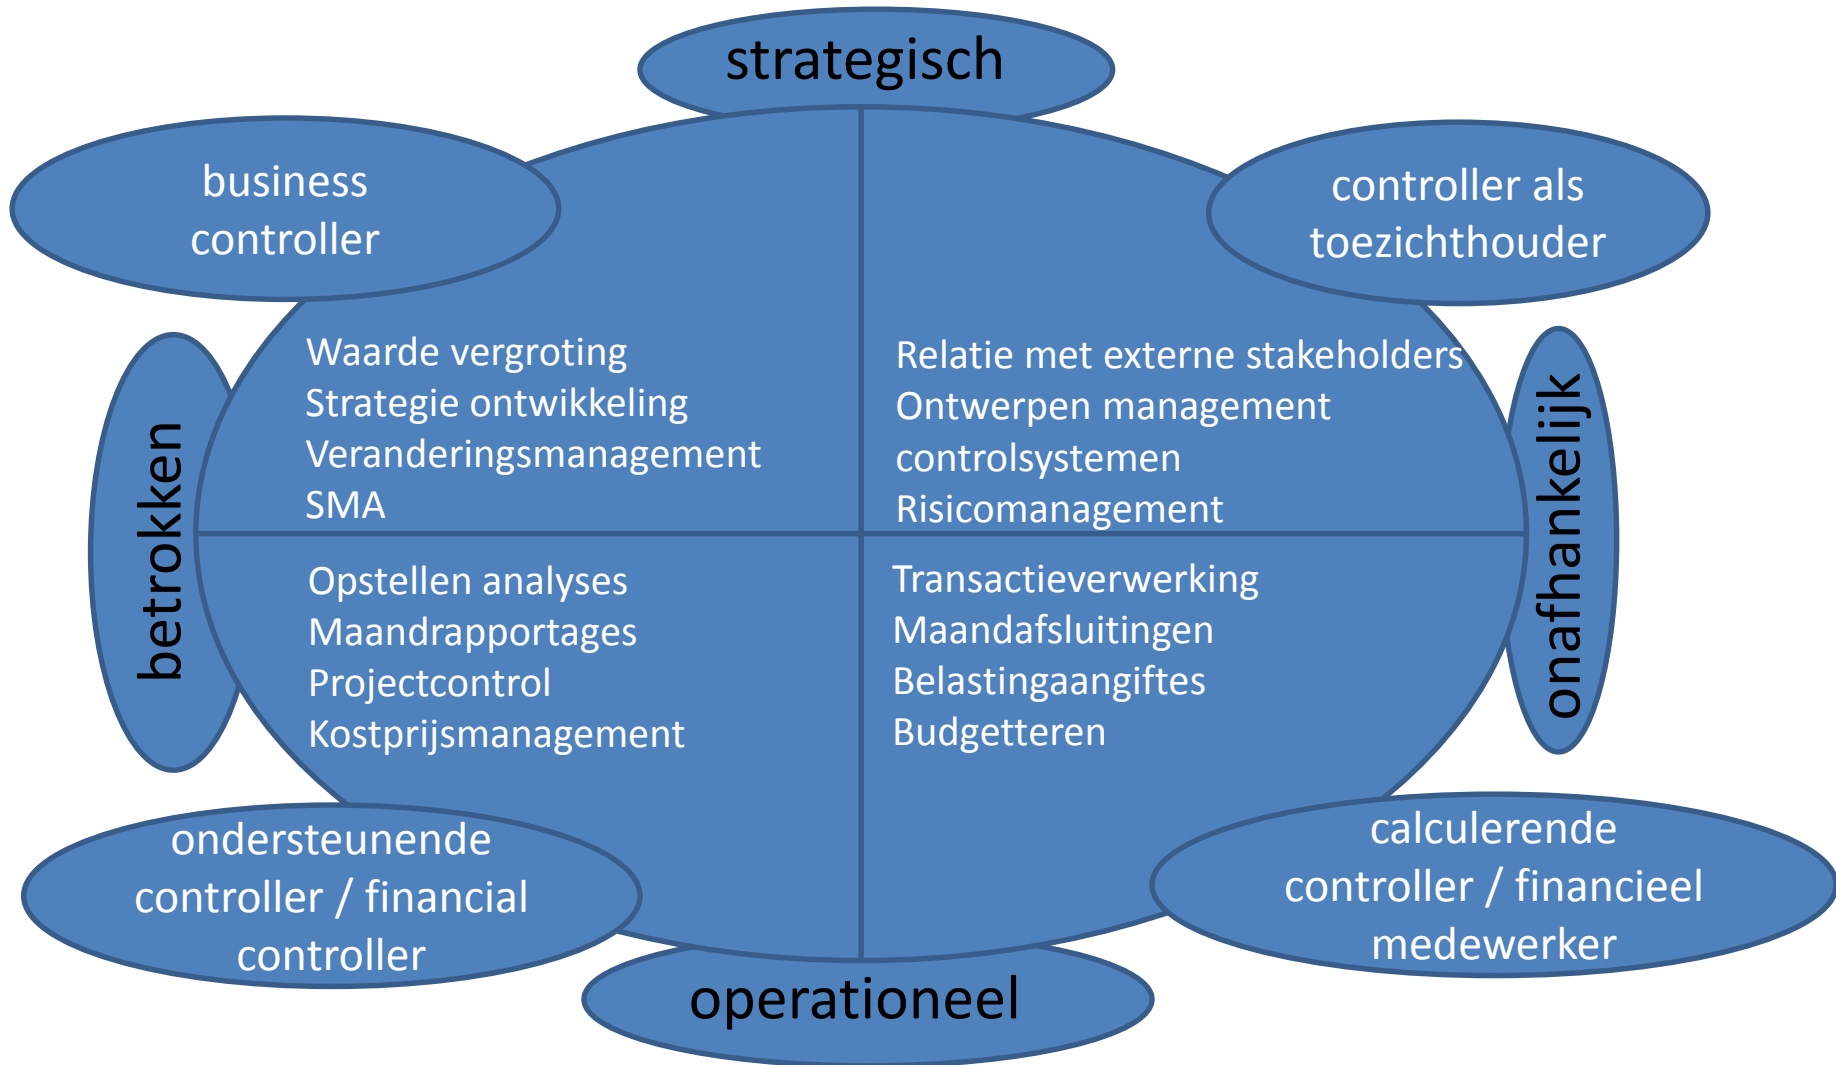 strategisch
business
controller
controller als
toezichthouder
betrokken
Waarde vergroting
Strategie ontwikkeling
Veranderingsmanagement
SMA
Relatie met externe stakeholders
Ontwerpen management
controlsystemen
Risicomanagement
onafhankelijk
Opstellen analyses
Maandrapportages
Projectcontrol
Kostprijsmanagement
Transactieverwerking
Maandafsluitingen
Belastingaangiftes
Budgetteren
ondersteunende
controller / financial
controller
calculerende
controller / financieel
medewerker
operationeel